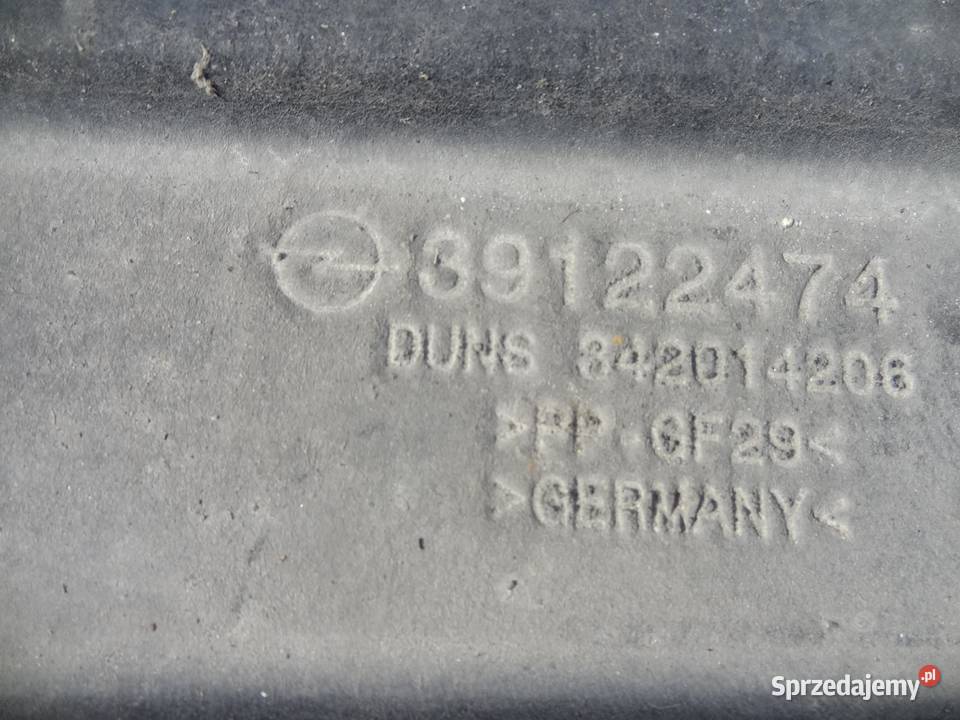 39122474
DUNS 342014206
>PP-GF29<
>GERMANY<
Sprzedajemy.pl